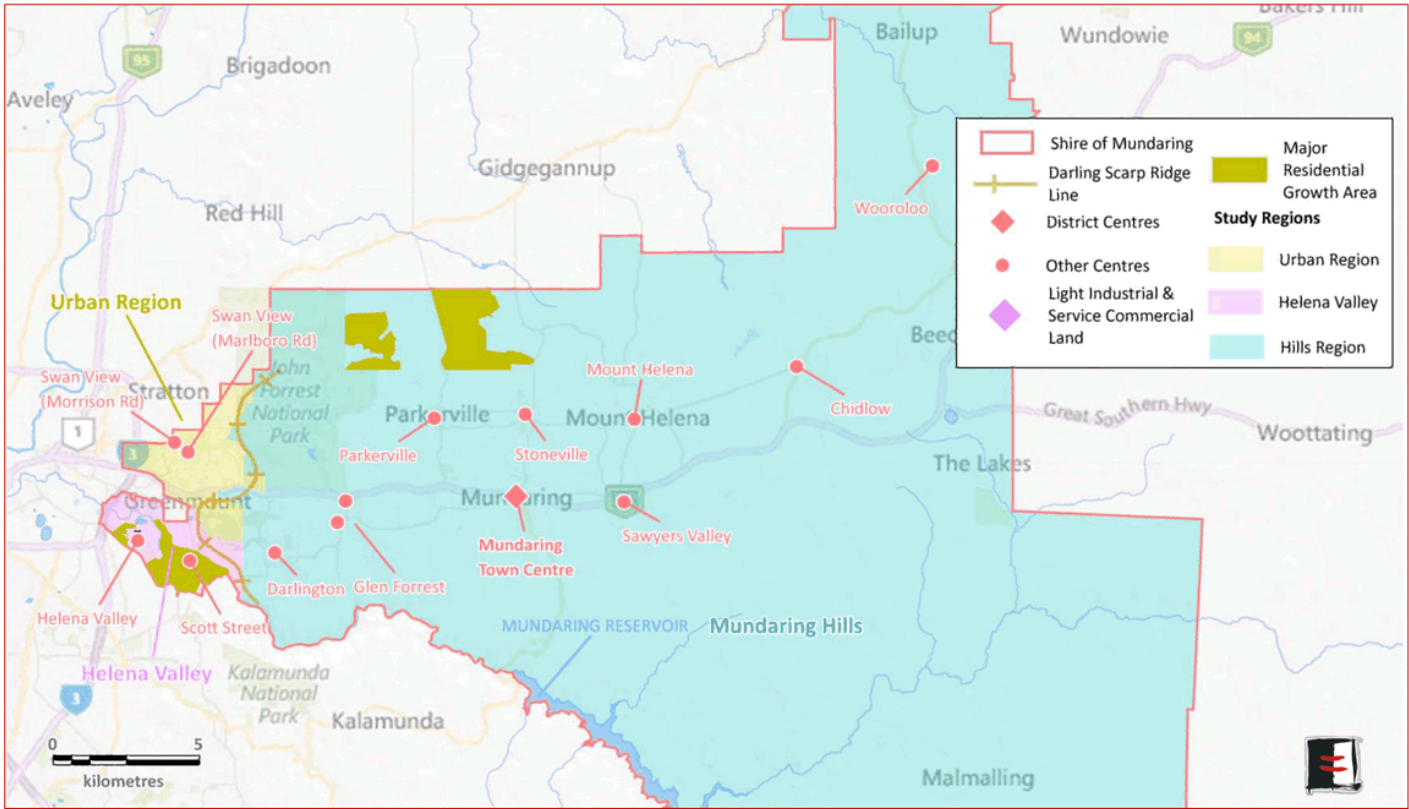 Bakers Hill
Bailup
Wundowie
94
95
Brigadoon
Aveley
Gidgegannup
Red Hill
Wooroloo
Shire of Mundaring
Darling Scarp Ridge
Line
District Centres
Other Centres
Light Industrial &
Service Commercial
Land
Major
Residential
Growth Area
Study Regions
Urban Region
Helena Valley
Hills Region
Urban Region
Swan View
(Marlboro Rd)
Swan View
(Morrison Rd)
Stratton
John
Forrest
National
Park
1
3
Greenmount
Parkerville
Parkerville
Stoneville
Mount Helena
Mount Helena
Chidlow
Beec
Great Southern Hwy
Woottating
The Lakes
Mundaring
Mundaring
Town Centre
Sawyers Valley
Darlington
Glen Forrest
Helena Valley
Scott Street
Helena Valley
MUNDARING RESERVOIR
Mundaring Hills
Kalamunda
National
Park
Kalamunda
3
0 5
kilometres
Malmalling